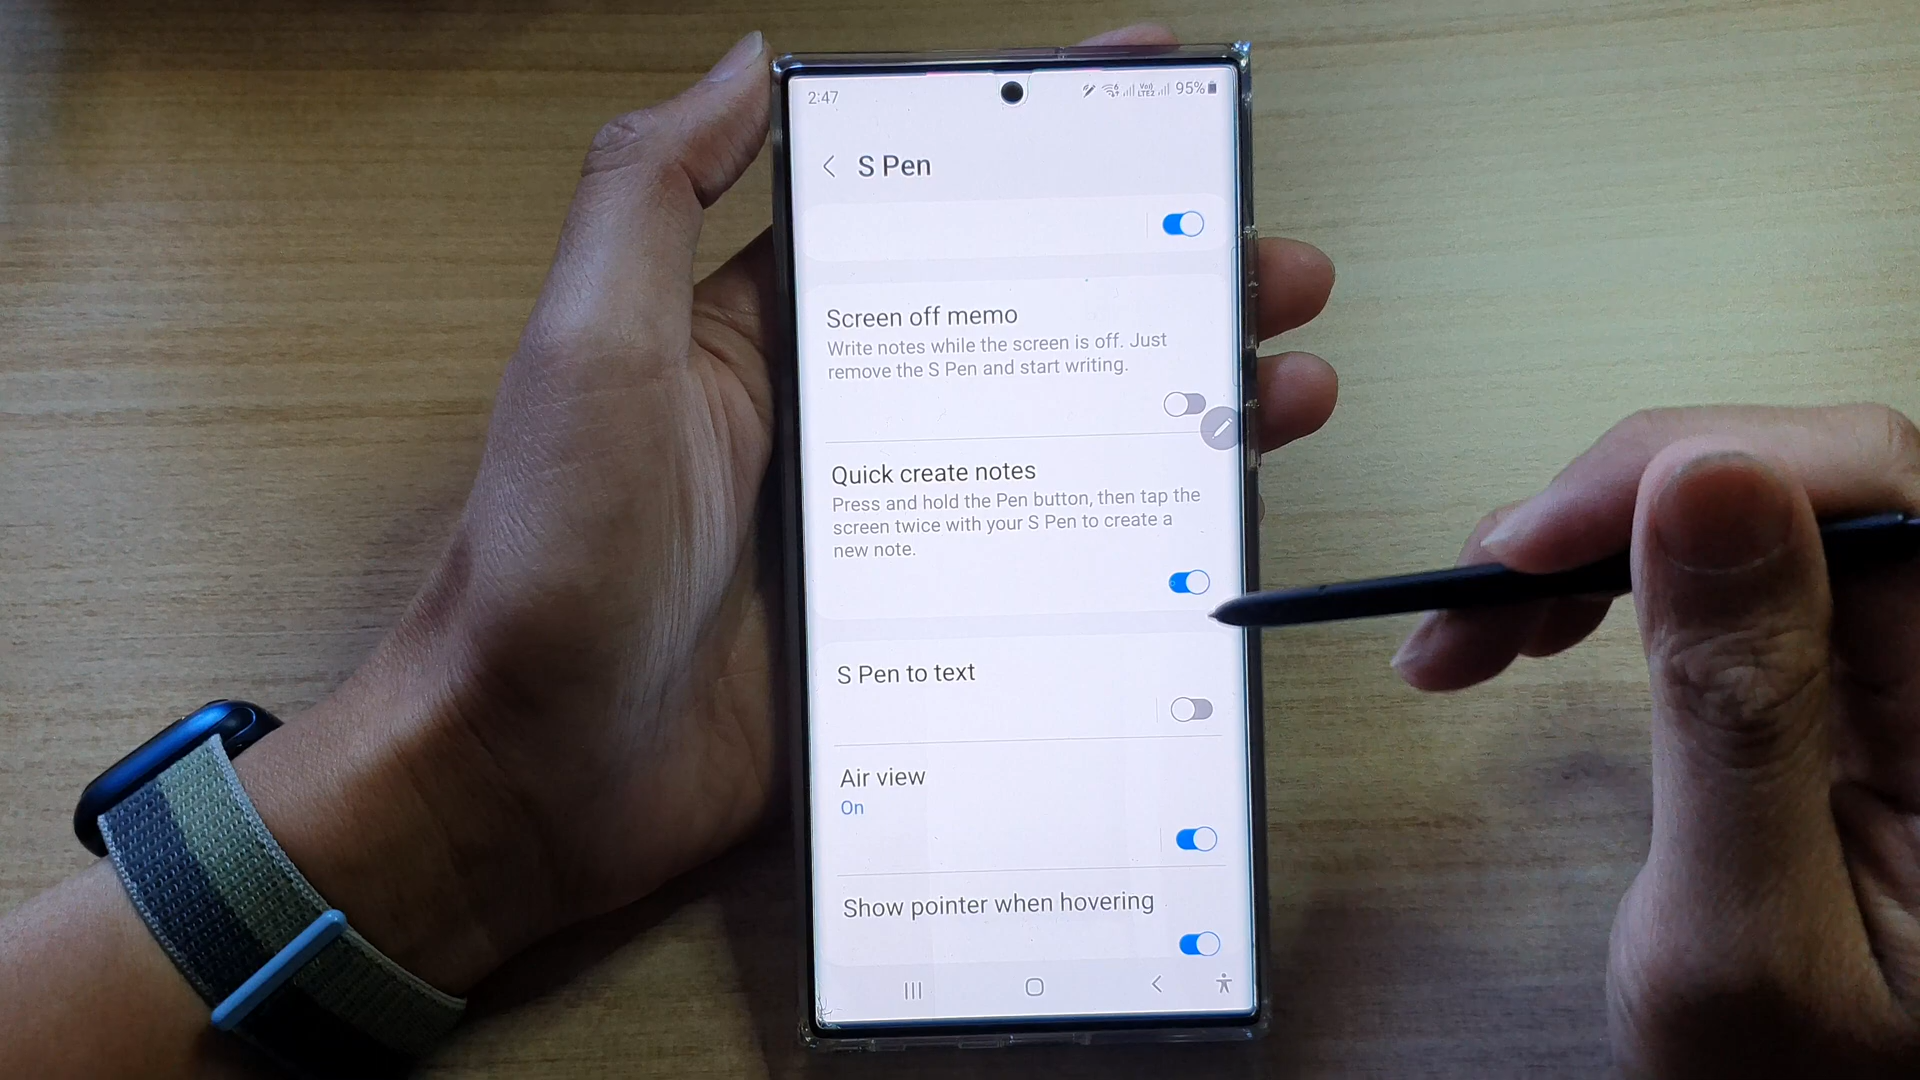 2:47
Vo)) 95%
LTE2
S Pen
Screen off memo
Write notes while the screen is off. Just
remove the S Pen and start writing.
Quick create notes
Press and hold the Pen button, then tap the
screen twice with your S Pen to create a
new note.
S Pen to text
Air view
On
Show pointer when hovering